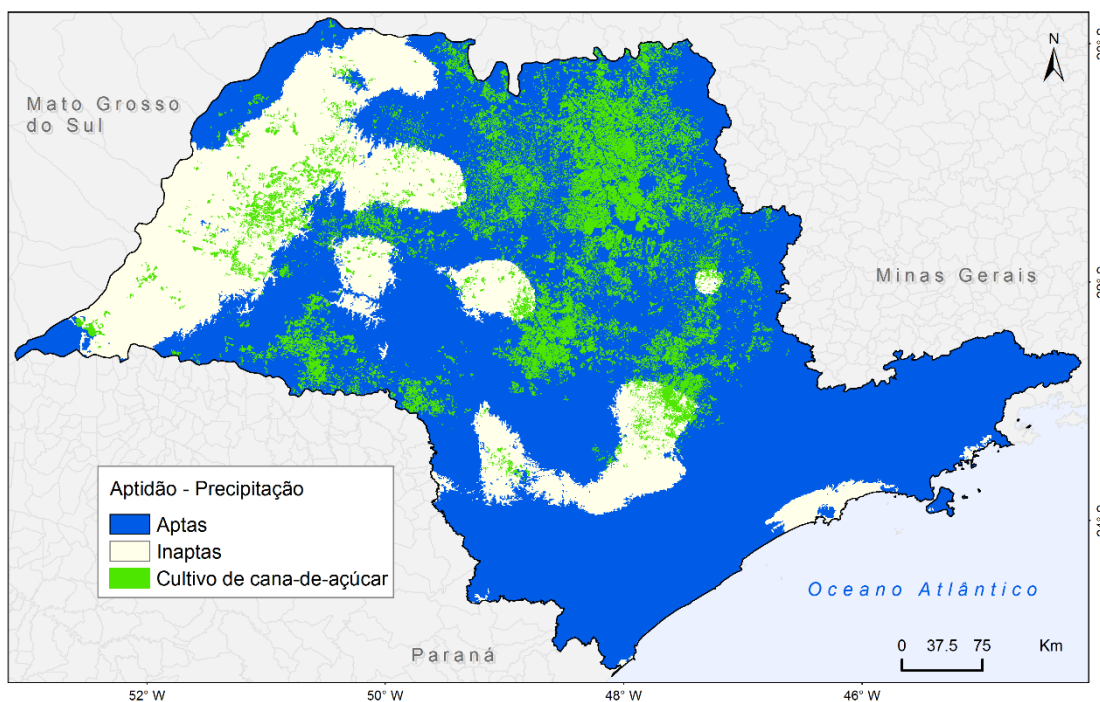 N
Mato Grosso
do Sul
Minas Gerais
Aptidão - Precipitação
Aptas
Inaptas
Cultivo de cana-de-açúcar
Oceano Atlântico
Paraná
0 37.5 75 Km
52° W 50° W 48° W 46° W